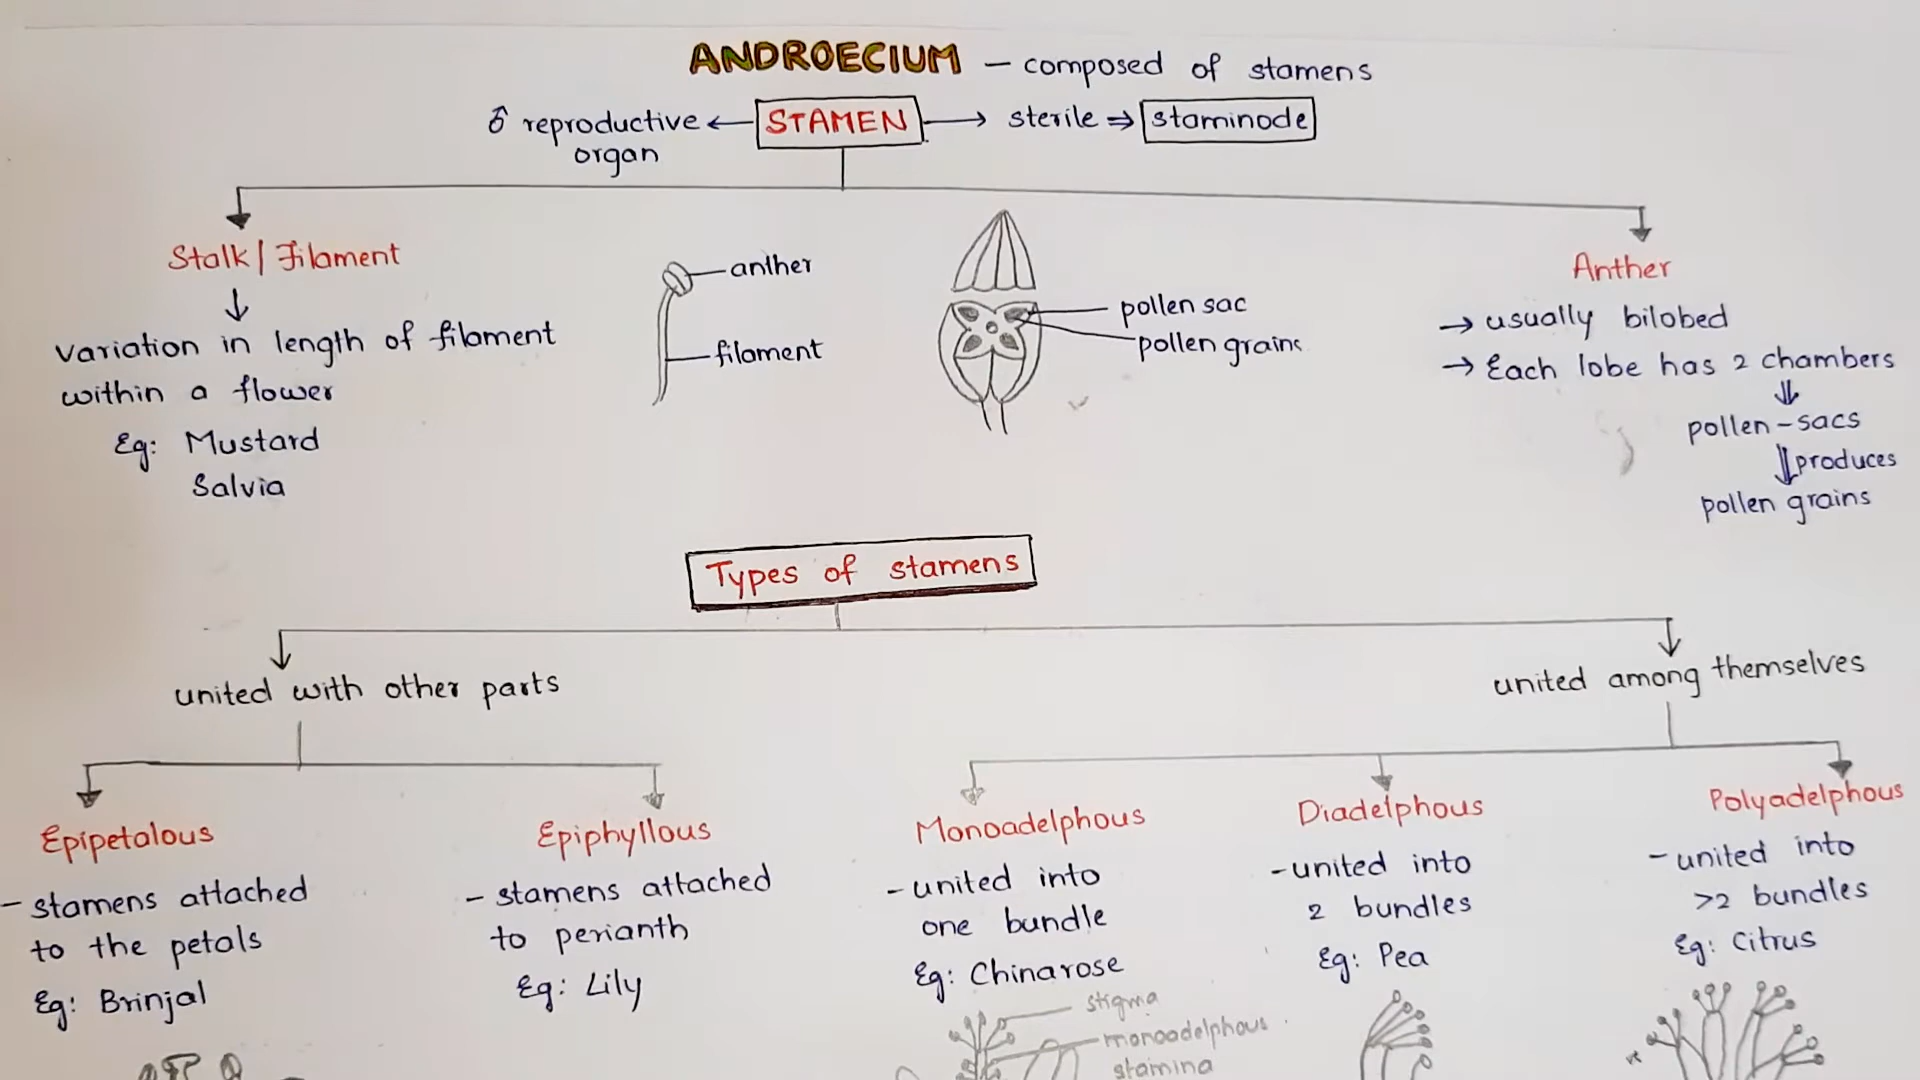 ANDROECIUM – composed of stamens
♂ reproductive organ ← STAMEN → sterile ⇒ staminode
Stalk / Filament
↓
variation in length of filament
within a flower
Eg: Mustard
Salvia
anther
filament
pollen sac
pollen grains
Anther
→ usually bilobed
→ Each lobe has 2 chambers
⇓
pollen-sacs
⇓ produces
pollen grains
Types of stamens
united with other parts
united among themselves
Epipetalous
- stamens attached
to the petals
Eg: Brinjal
Epiphyllous
- stamens attached
to perianth
Eg: Lily
Monoadelphous
- united into
one bundle
Eg: Chinarose
stigma
monoadelphous
stamina
Diadelphous
- united into
2 bundles
Eg: Pea
Polyadelphous
- united into
>2 bundles
Eg: Citrus